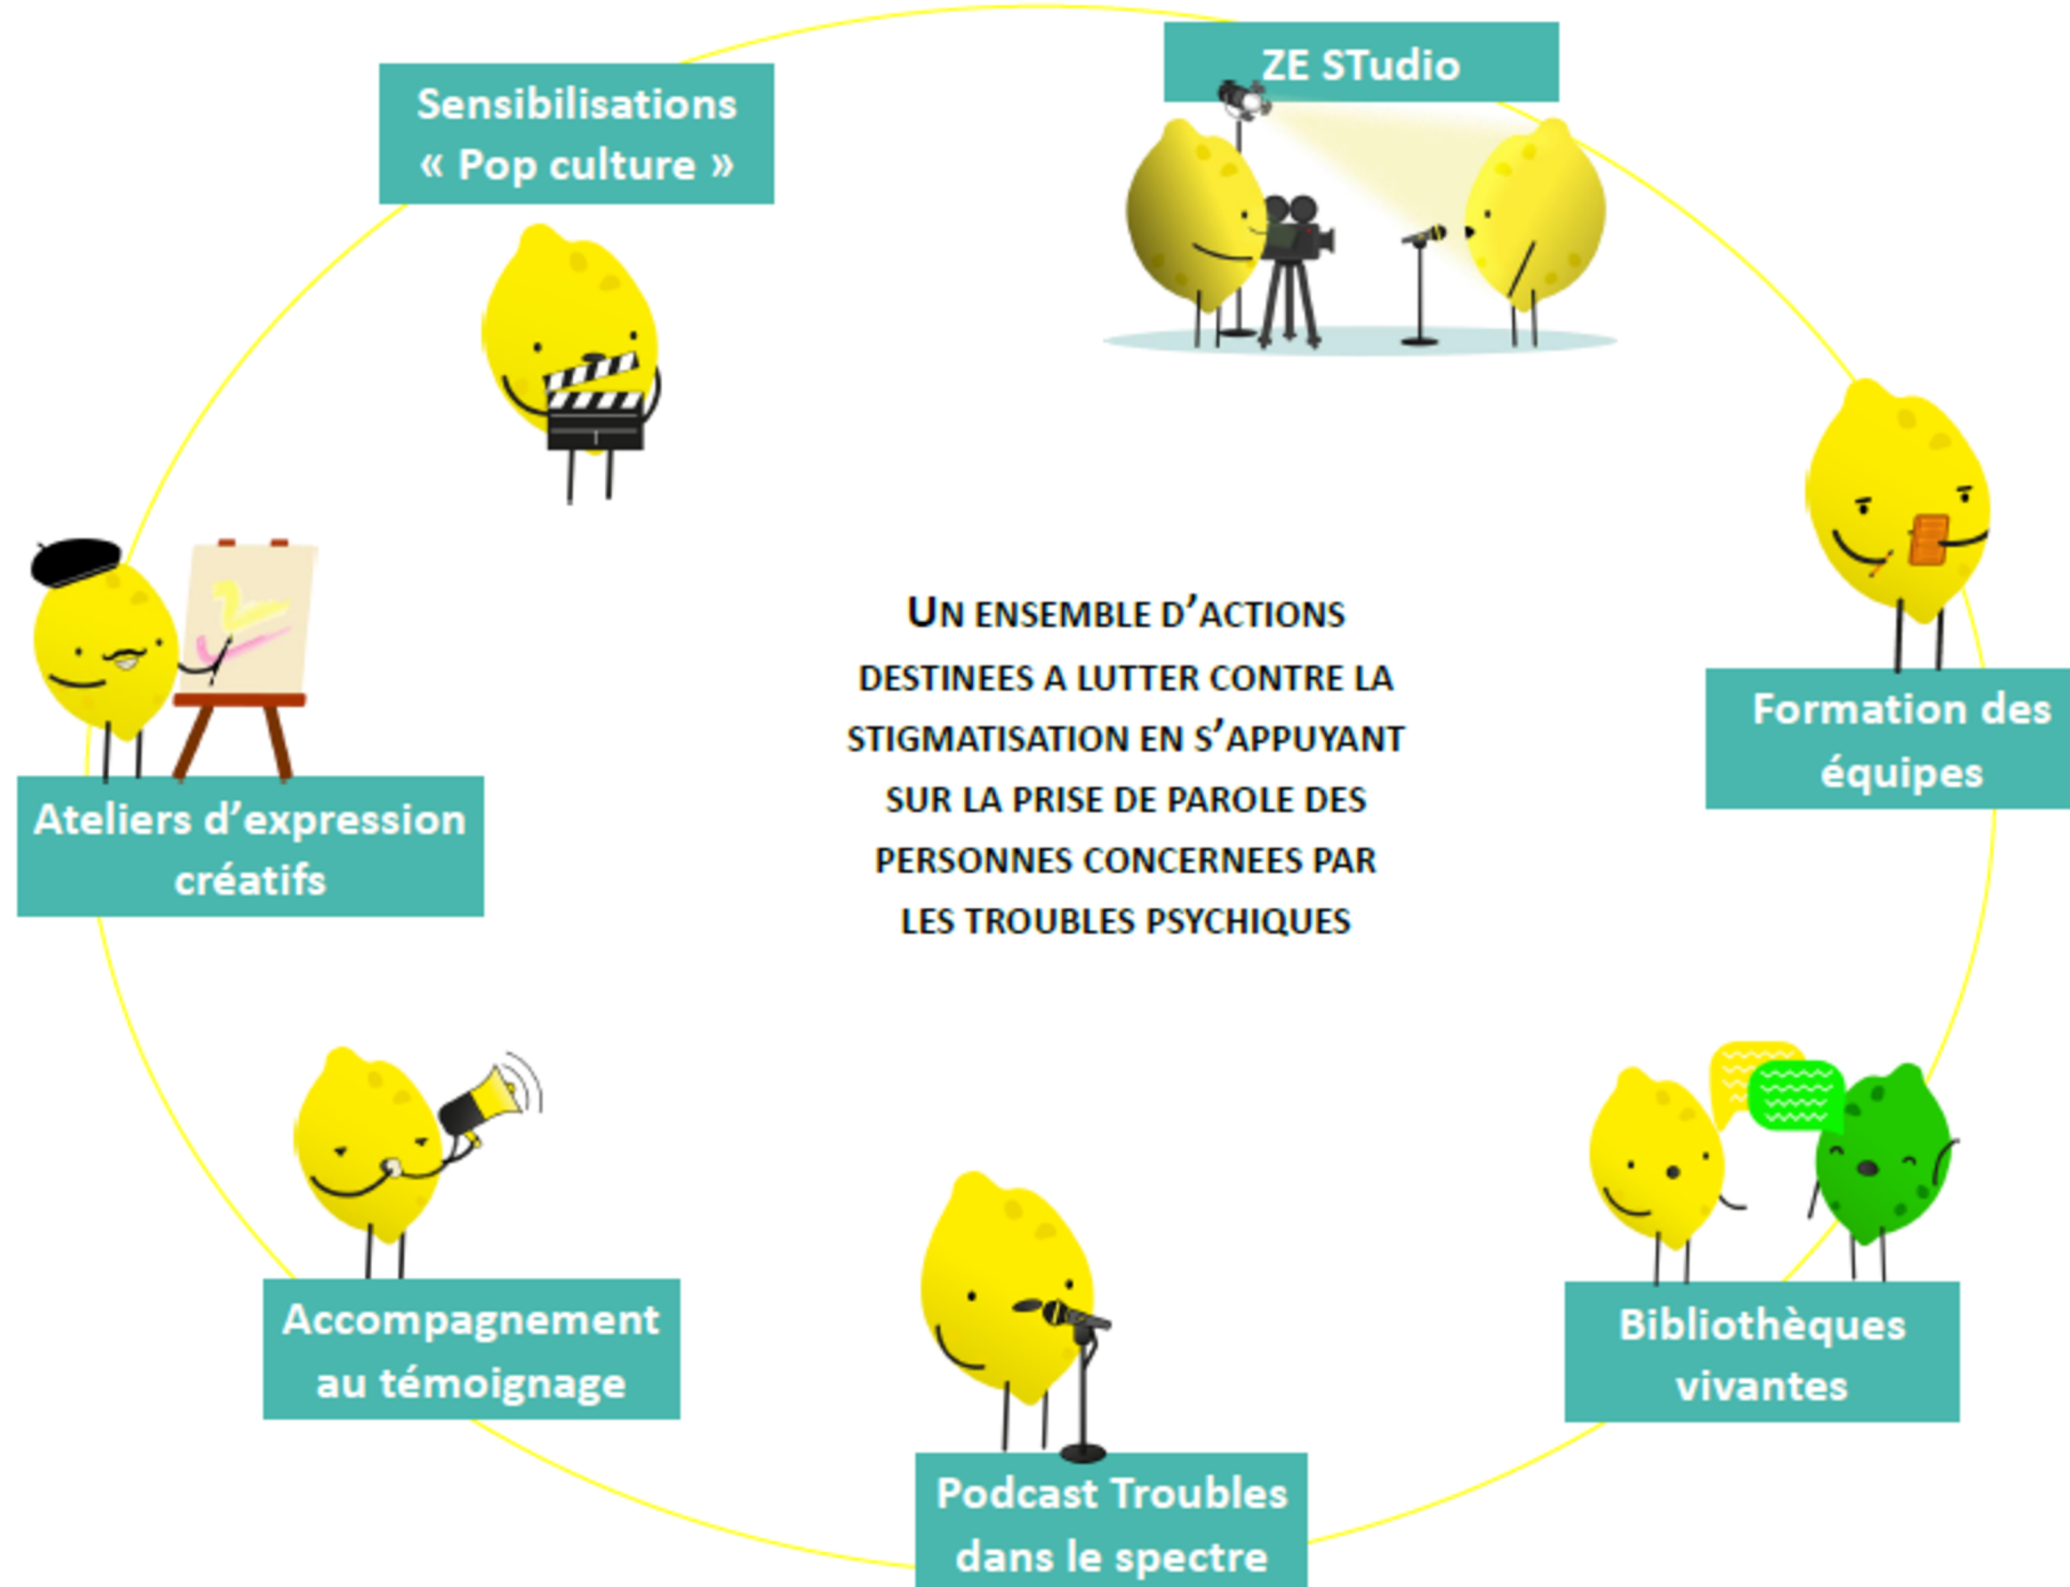 ZE STudio
Sensibilisations
« Pop culture »
UN ENSEMBLE D’ACTIONS
DESTINEES A LUTTER CONTRE LA
STIGMATISATION EN S’APPUYANT
SUR LA PRISE DE PAROLE DES
PERSONNES CONCERNEES PAR
LES TROUBLES PSYCHIQUES
Formation des
équipes
Ateliers d’expression
créatifs
Accompagnement
au témoignage
Bibliothèques
vivantes
Podcast Troubles
dans le spectre